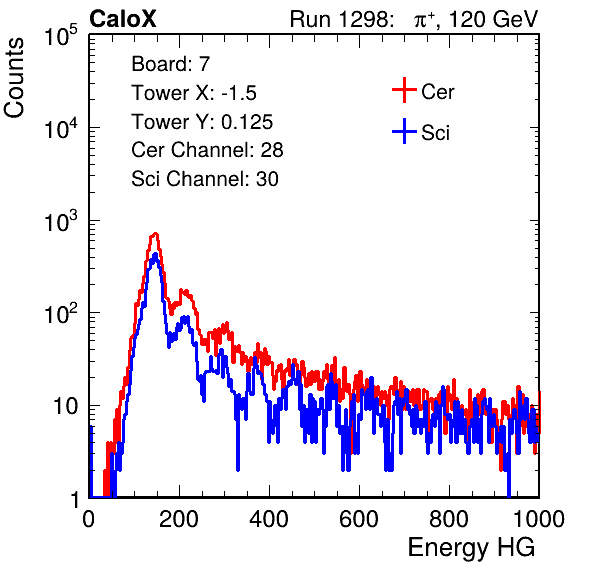 CaloX Run 1298: π⁺, 120 GeV
Counts
10⁵
10⁴
10³
10²
10
1
Board: 7
Tower X: -1.5
Tower Y: 0.125
Cer Channel: 28
Sci Channel: 30
Cer
Sci
0 200 400 600 800 1000
Energy HG